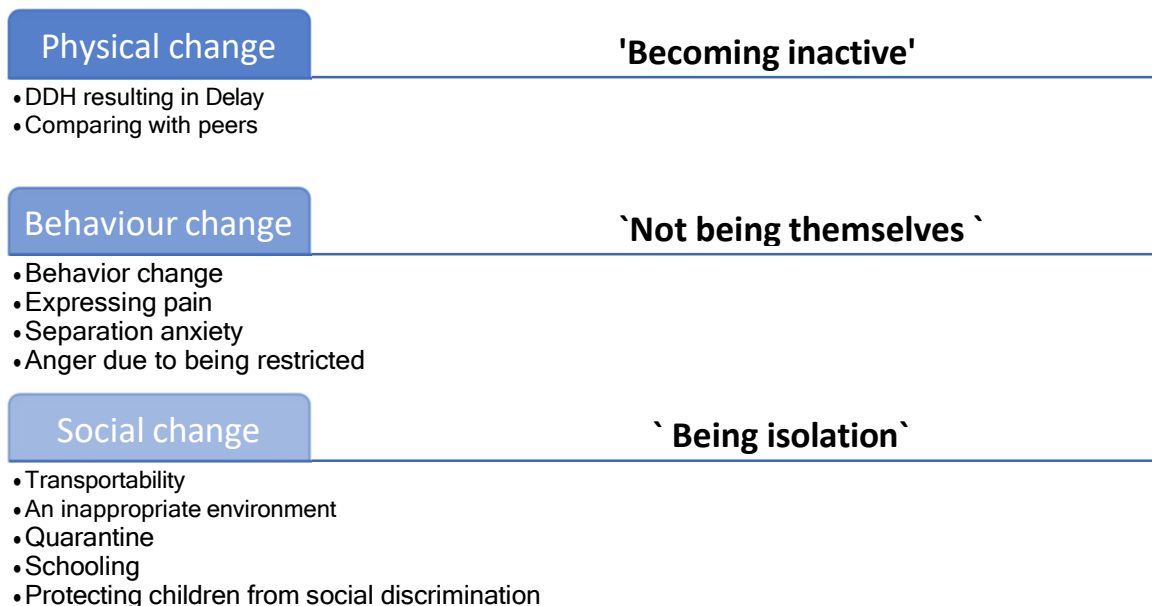 Physical change
'Becoming inactive'
•DDH resulting in Delay
•Comparing with peers
Behaviour change
`Not being themselves `
•Behavior change
•Expressing pain
•Separation anxiety
•Anger due to being restricted
Social change
` Being isolation`
•Transportability
•An inappropriate environment
•Quarantine
•Schooling
•Protecting children from social discrimination